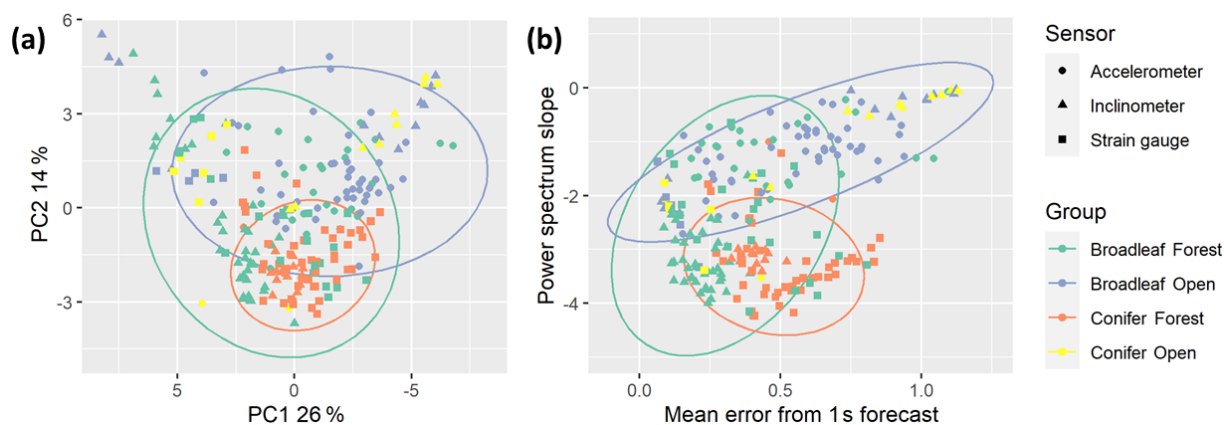 (a)
6
3
0
-3
PC2 14 %
5
0
-5
PC1 26 %
(b)
0
-2
-4
Power spectrum slope
0.0
0.5
1.0
Mean error from 1s forecast
Sensor
Accelerometer
Inclinometer
Strain gauge
Group
Broadleaf Forest
Broadleaf Open
Conifer Forest
Conifer Open